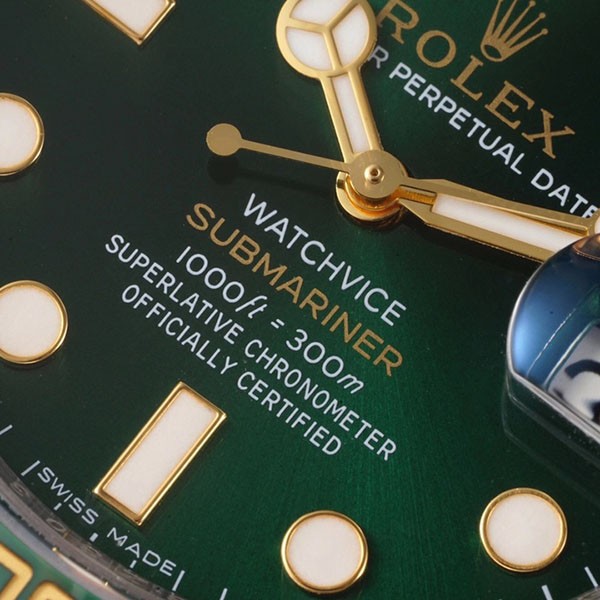 ROLEX
R PERPETUAL DATE
WATCHVICE
SUBMARINER
1000ft = 300m
SUPERLATIVE CHRONOMETER
OFFICIALLY CERTIFIED
SWISS MADE